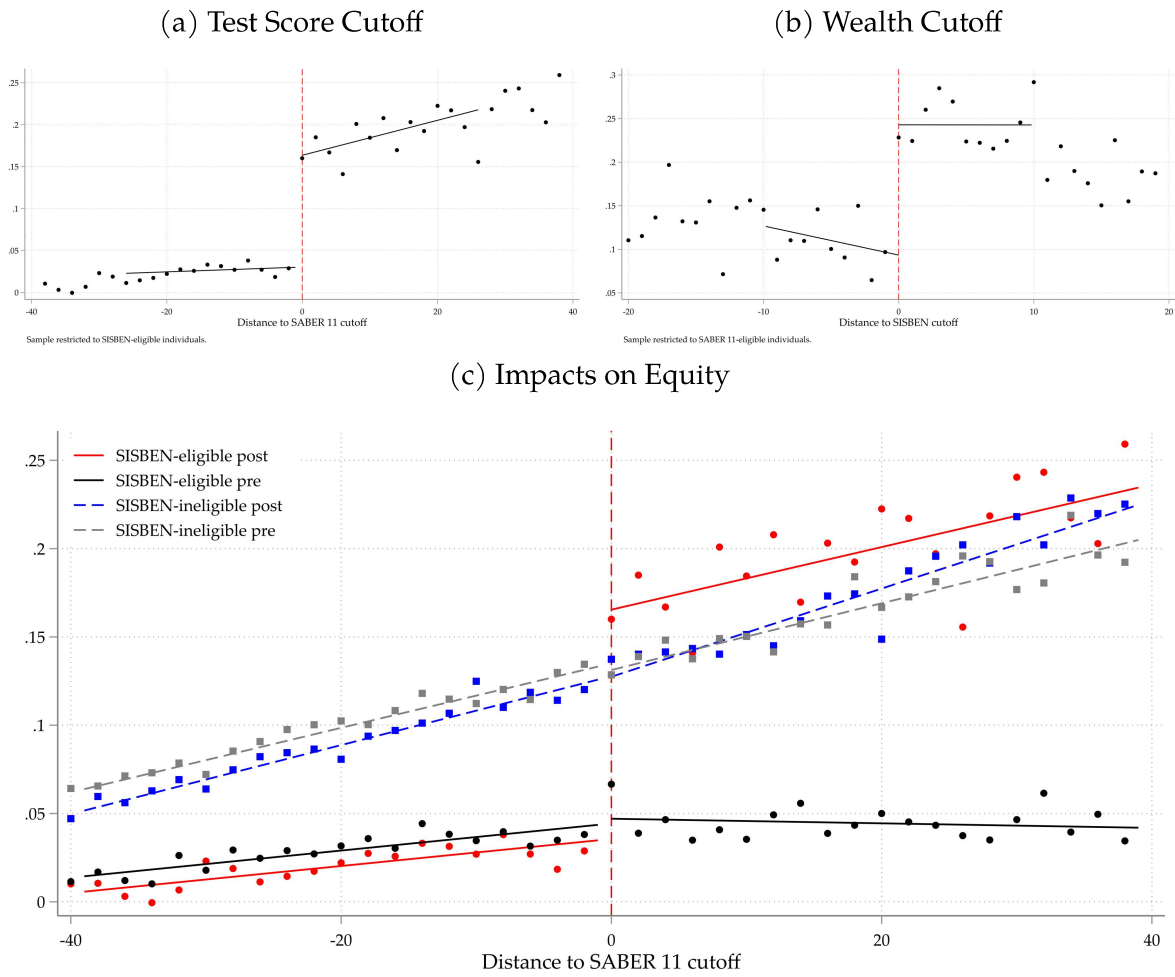 (a) Test Score Cutoff
.25
.2
.15
.1
.05
0
-40 -20 0 20 40
Distance to SABER 11 cutoff
Sample restricted to SISBEN-eligible individuals.
(b) Wealth Cutoff
.3
.25
.2
.15
.1
.05
-20 -10 0 10 20
Distance to SISBEN cutoff
Sample restricted to SABER 11-eligible individuals.
(c) Impacts on Equity
SISBEN-eligible post
SISBEN-eligible pre
SISBEN-ineligible post
SISBEN-ineligible pre
.25
.2
.15
.1
.05
0
-40 -20 0 20 40
Distance to SABER 11 cutoff